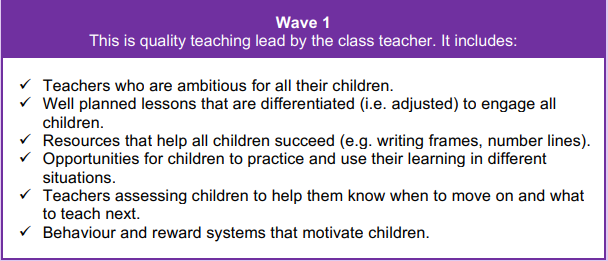 Wave 1
This is quality teaching lead by the class teacher. It includes:
✓ Teachers who are ambitious for all their children.
✓ Well planned lessons that are differentiated (i.e. adjusted) to engage all
children.
✓ Resources that help all children succeed (e.g. writing frames, number lines).
✓ Opportunities for children to practice and use their learning in different
situations.
✓ Teachers assessing children to help them know when to move on and what
to teach next.
✓ Behaviour and reward systems that motivate children.